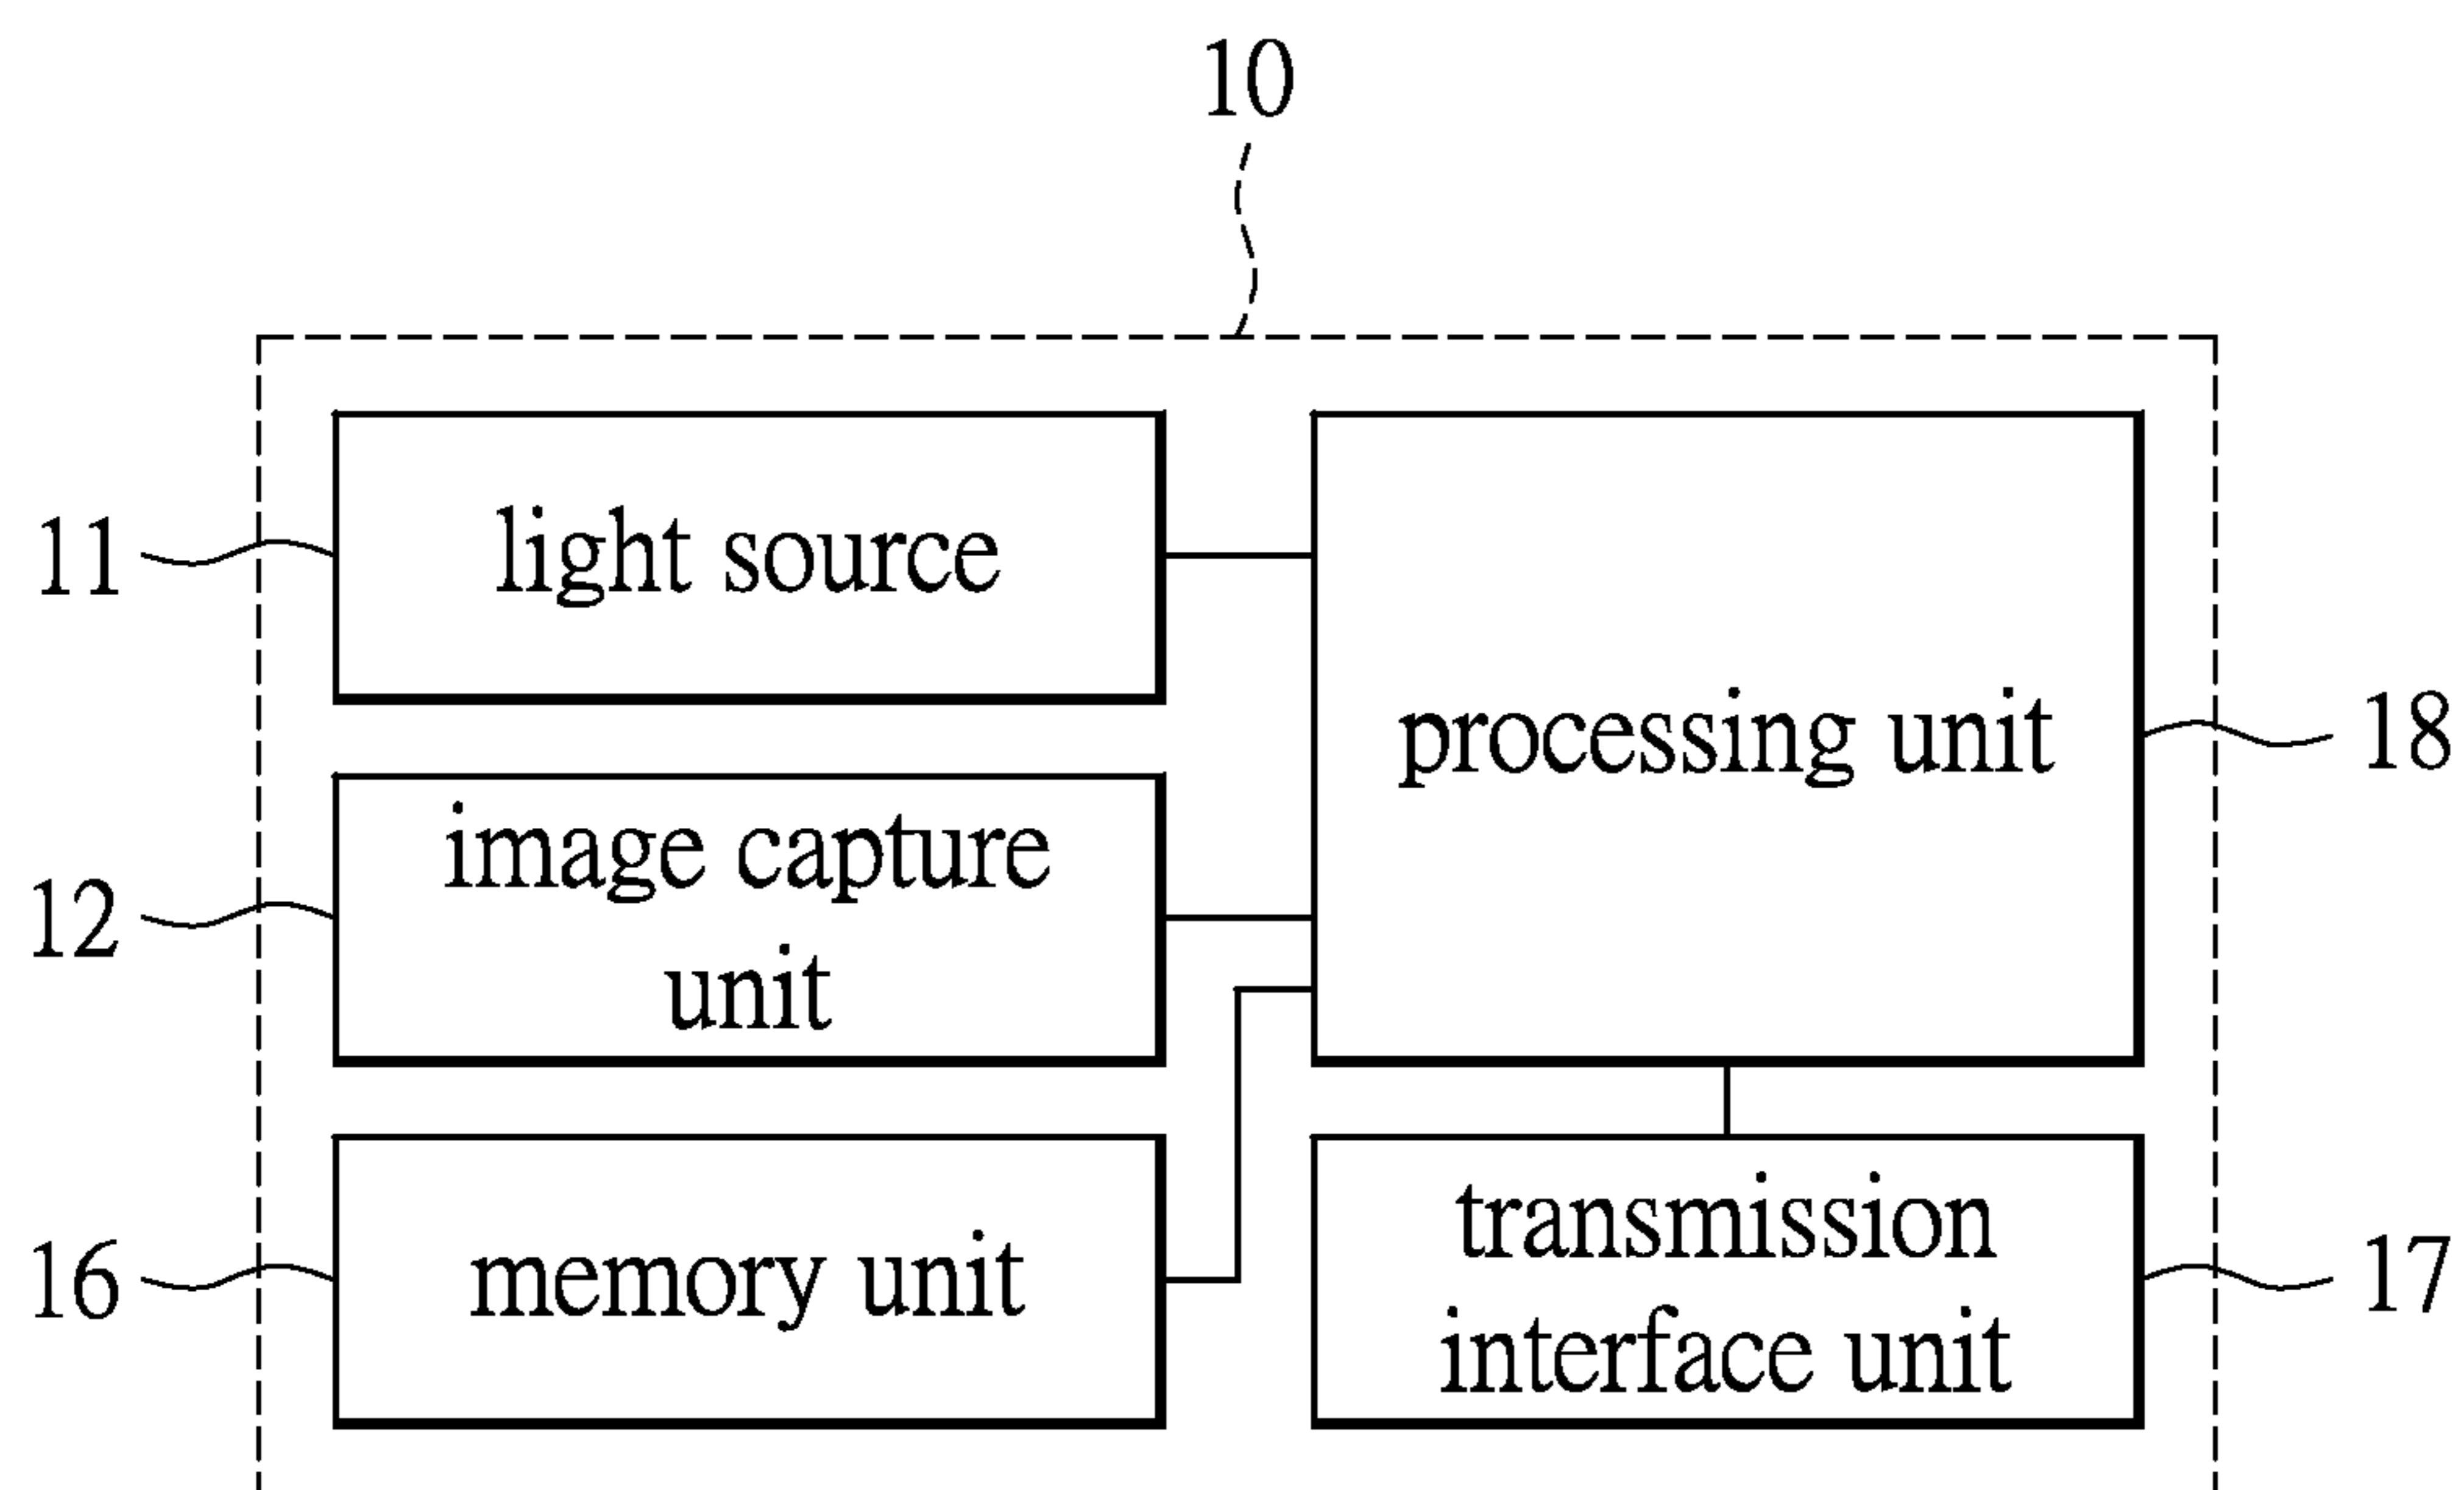 10
11
light source
processing unit
18
12
image capture
unit
16
memory unit
transmission
interface unit
17